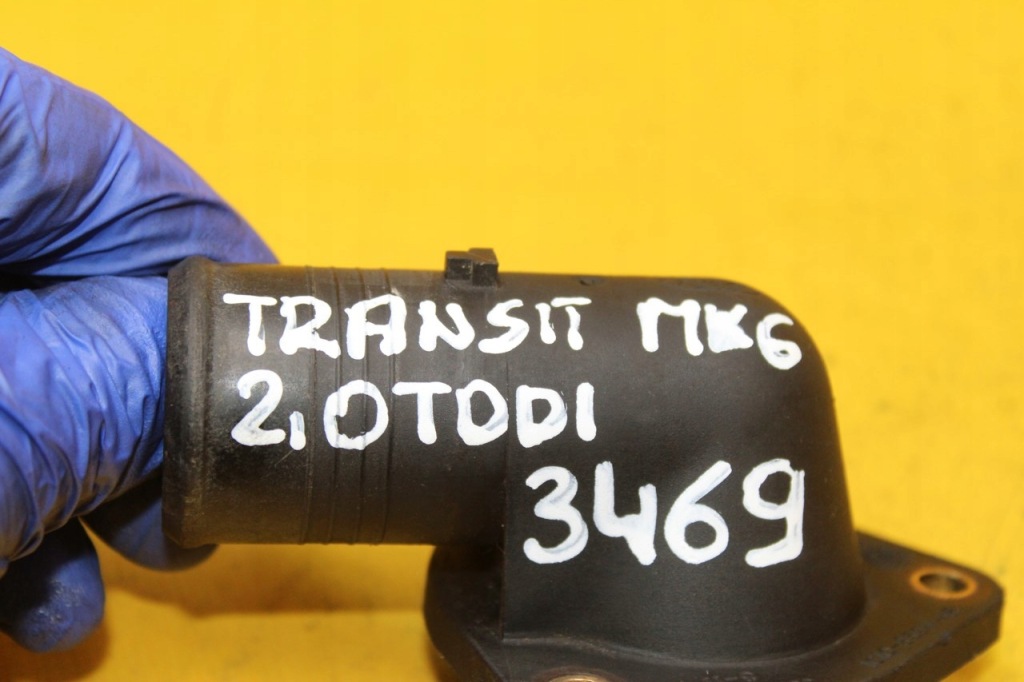 TRANSIT MK6
2,0TDDI
3469